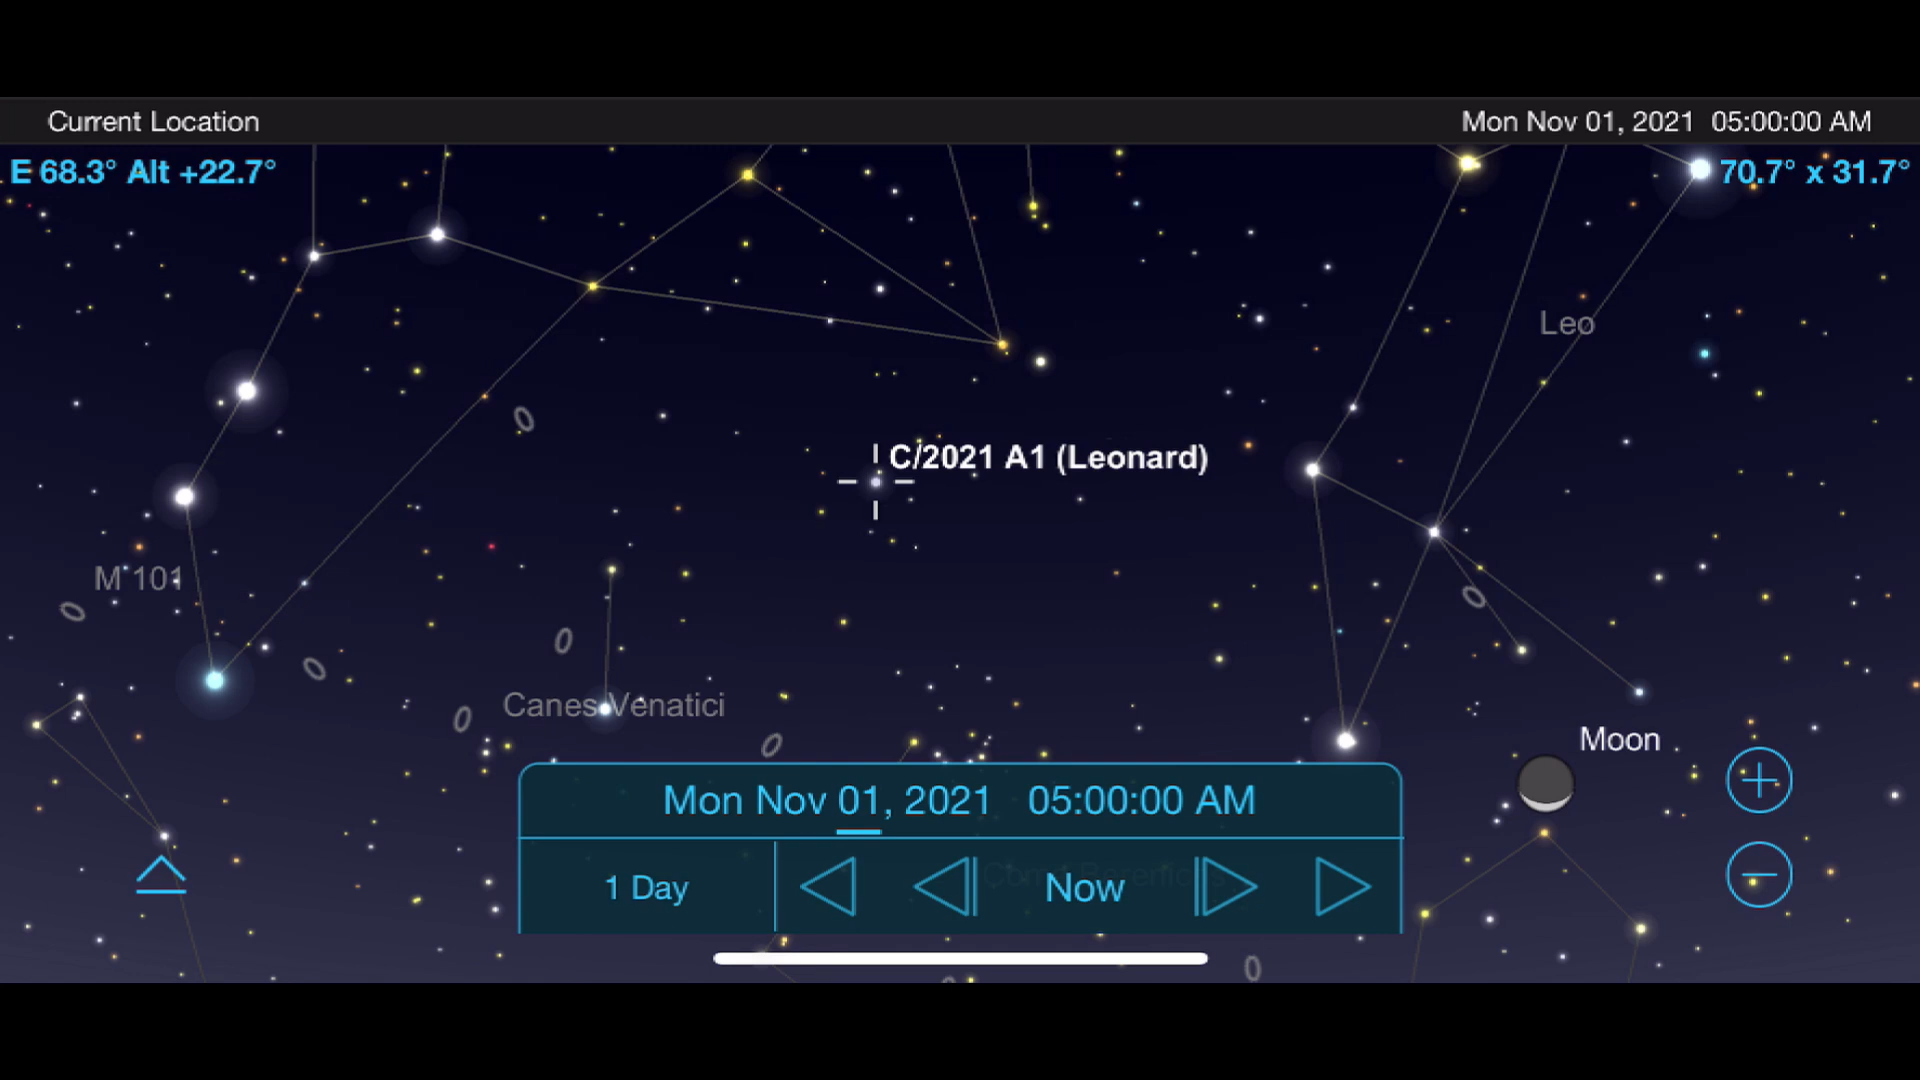 Current Location
Mon Nov 01, 2021 05:00:00 AM
E 68.3° Alt +22.7°
70.7° x 31.7°
Leo
C/2021 A1 (Leonard)
M 101
Canes Venatici
Moon
Mon Nov 01, 2021 05:00:00 AM
1 Day
Now